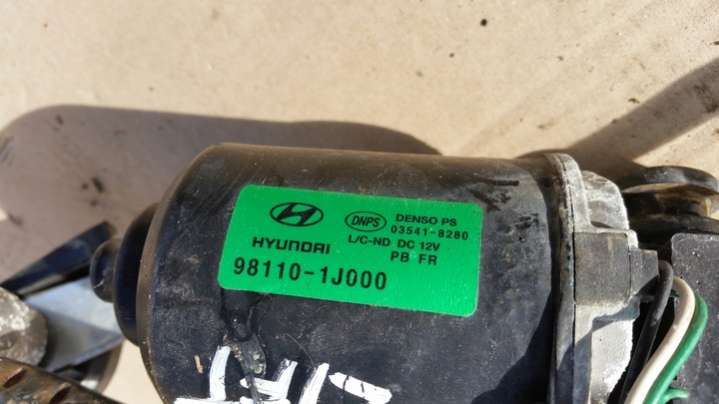 DNPS
DENSO PS
03541-8280
HYUNDAI
L/C-ND DC 12V
PB FR
98110-1J000